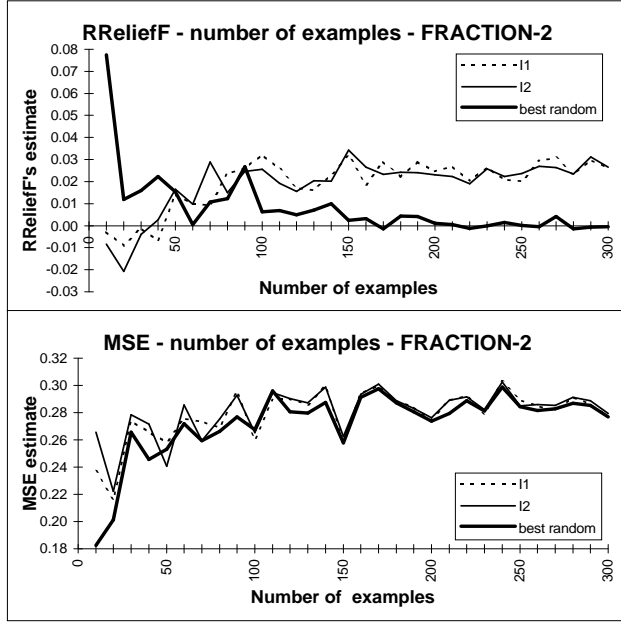 RReliefF - number of examples - FRACTION-2
0.08
0.07
0.06
0.05
0.04
0.03
0.02
0.01
0.00
-0.01
-0.02
-0.03
RReliefF's estimate
I1
I2
best random
0
50
100
150
200
250
300
Number of examples
MSE - number of examples - FRACTION-2
0.32
0.30
0.28
0.26
0.24
0.22
0.20
0.18
MSE estimate
I1
I2
best random
0
50
100
150
200
250
300
Number of examples